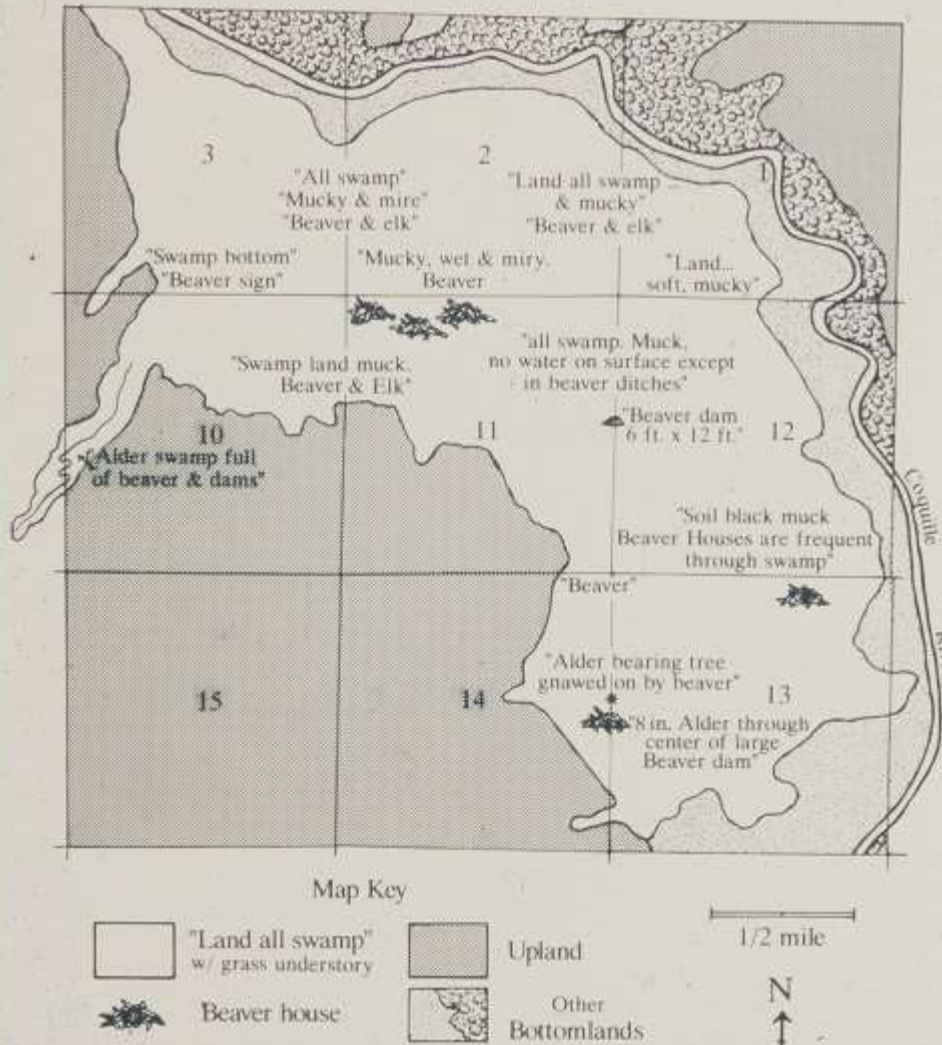 3
2
1
"All swamp"
"Mucky & mire"
"Beaver & elk"
"Land all swamp ...
& mucky"
"Beaver & elk"
"Swamp bottom"
"Beaver sign"
"Mucky, wet & miry.
Beaver
"Land...
soft, mucky"
"Swamp land muck.
Beaver & Elk"
"all swamp. Muck,
no water on surface except
in beaver ditches"
10
11
12
"Beaver dam
6 ft. x 12 ft."
"Alder swamp full
of beaver & dams"
"Soil black muck
Beaver Houses are frequent
through swamp"
Coquille
"Beaver"
"Alder bearing tree
gnawed on by beaver"
15
14
13
"8 in. Alder through
center of large
Beaver dam"
Map Key
"Land all swamp"
w/ grass understory
Upland
1/2 mile
Beaver house
Other
Bottomlands
N